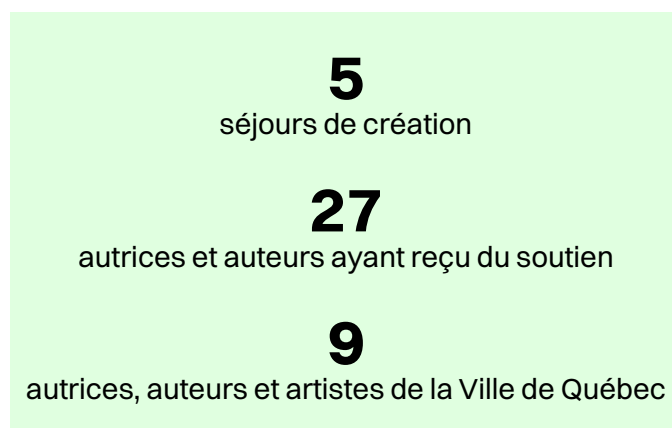 5
séjours de création
27
autrices et auteurs ayant reçu du soutien
9
autrices, auteurs et artistes de la Ville de Québec